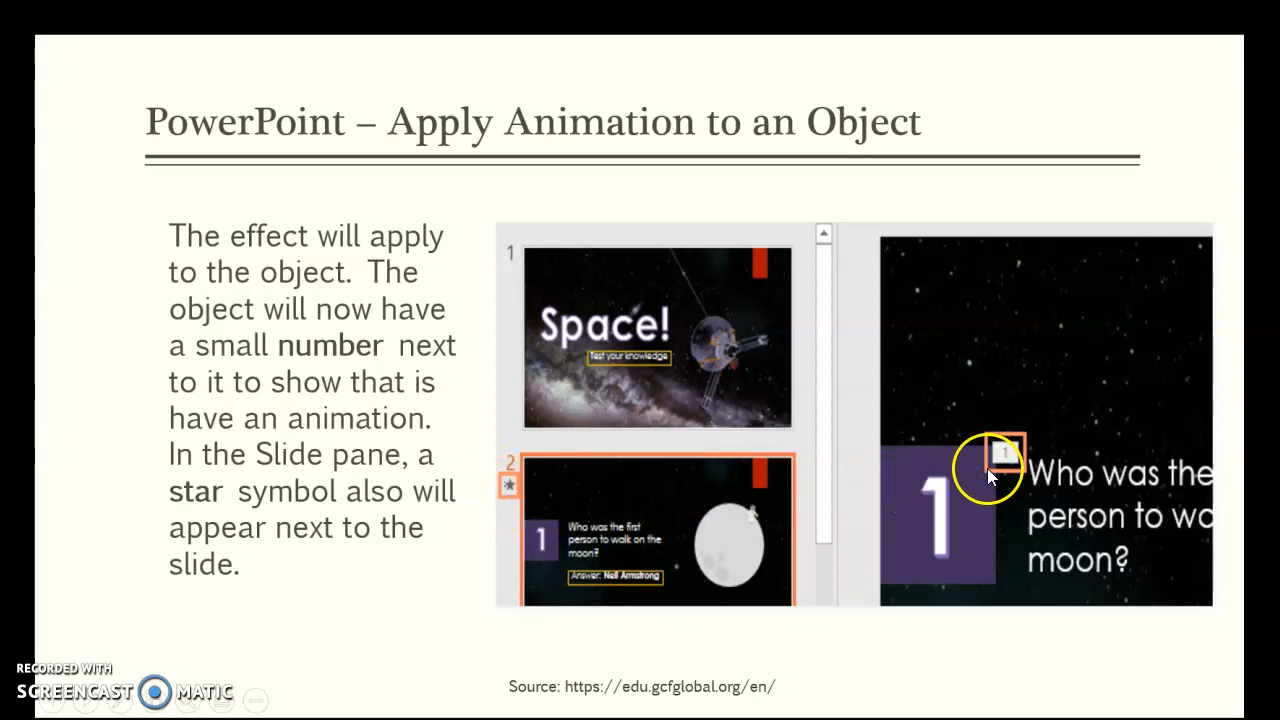 PowerPoint – Apply Animation to an Object
The effect will apply
to the object. The
object will now have
a small number next
to it to show that is
have an animation.
In the Slide pane, a
star symbol also will
appear next to the
slide.
1
Space!
Test your knowledge
2
1
Who was the first
person to walk on the
moon?
Answer: Neil Armstrong
1
1
Who was the
person to wa
moon?
Source: https://edu.gcfglobal.org/en/
RECORDED WITH
SCREENCAST MATIC